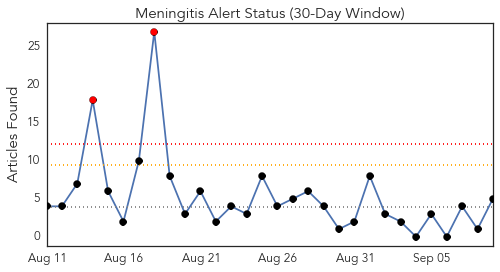 Meningitis Alert Status (30-Day Window)
Articles Found
25
20
15
10
5
0
Aug 11 Aug 16 Aug 21 Aug 26 Aug 31 Sep 05